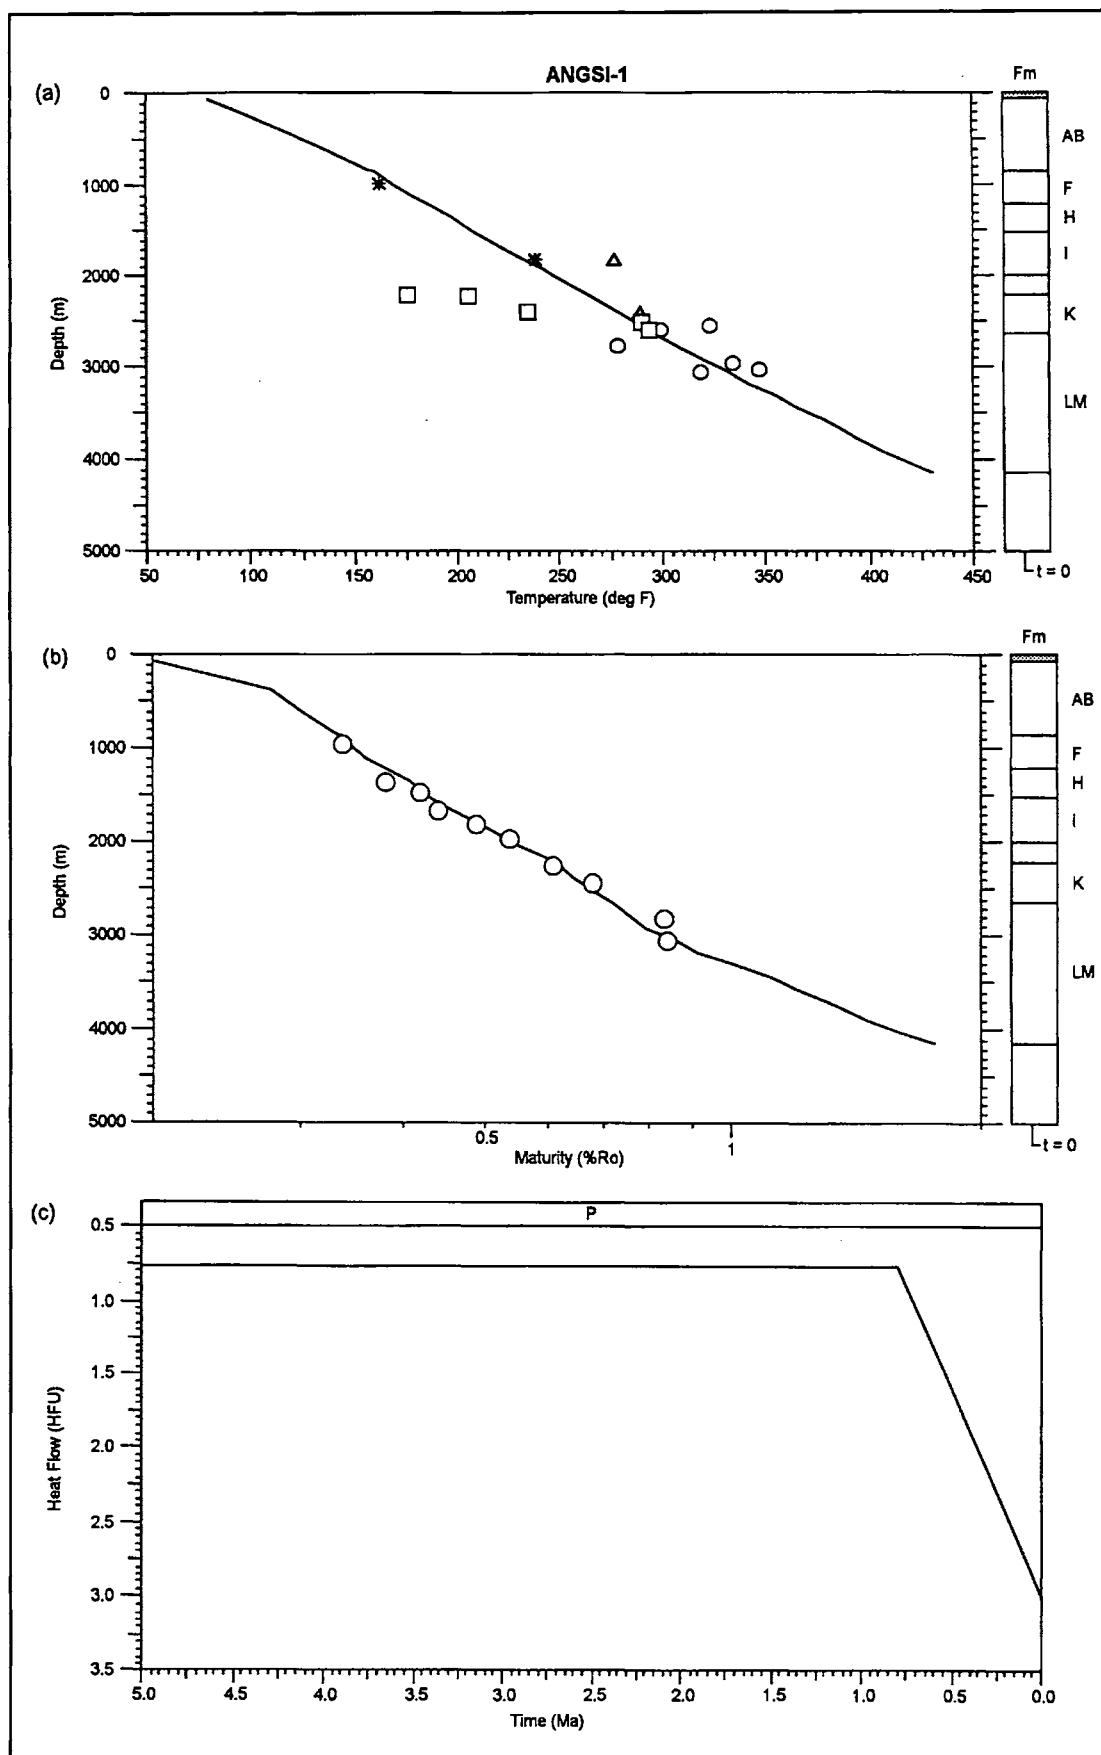 ANGSI-1
(a)
Fm
0
1000
2000
3000
4000
5000
Depth (m)
AB
F
H
I
K
LM
50 100 150 200 250 300 350 400 450
t = 0
Temperature (deg F)
(b)
Fm
0
1000
2000
3000
4000
5000
Depth (m)
AB
F
H
I
K
LM
0.5 1
t = 0
Maturity (%Ro)
(c)
P
0.5
1.0
1.5
2.0
2.5
3.0
3.5
Heat Flow (HFU)
5.0 4.5 4.0 3.5 3.0 2.5 2.0 1.5 1.0 0.5 0.0
Time (Ma)